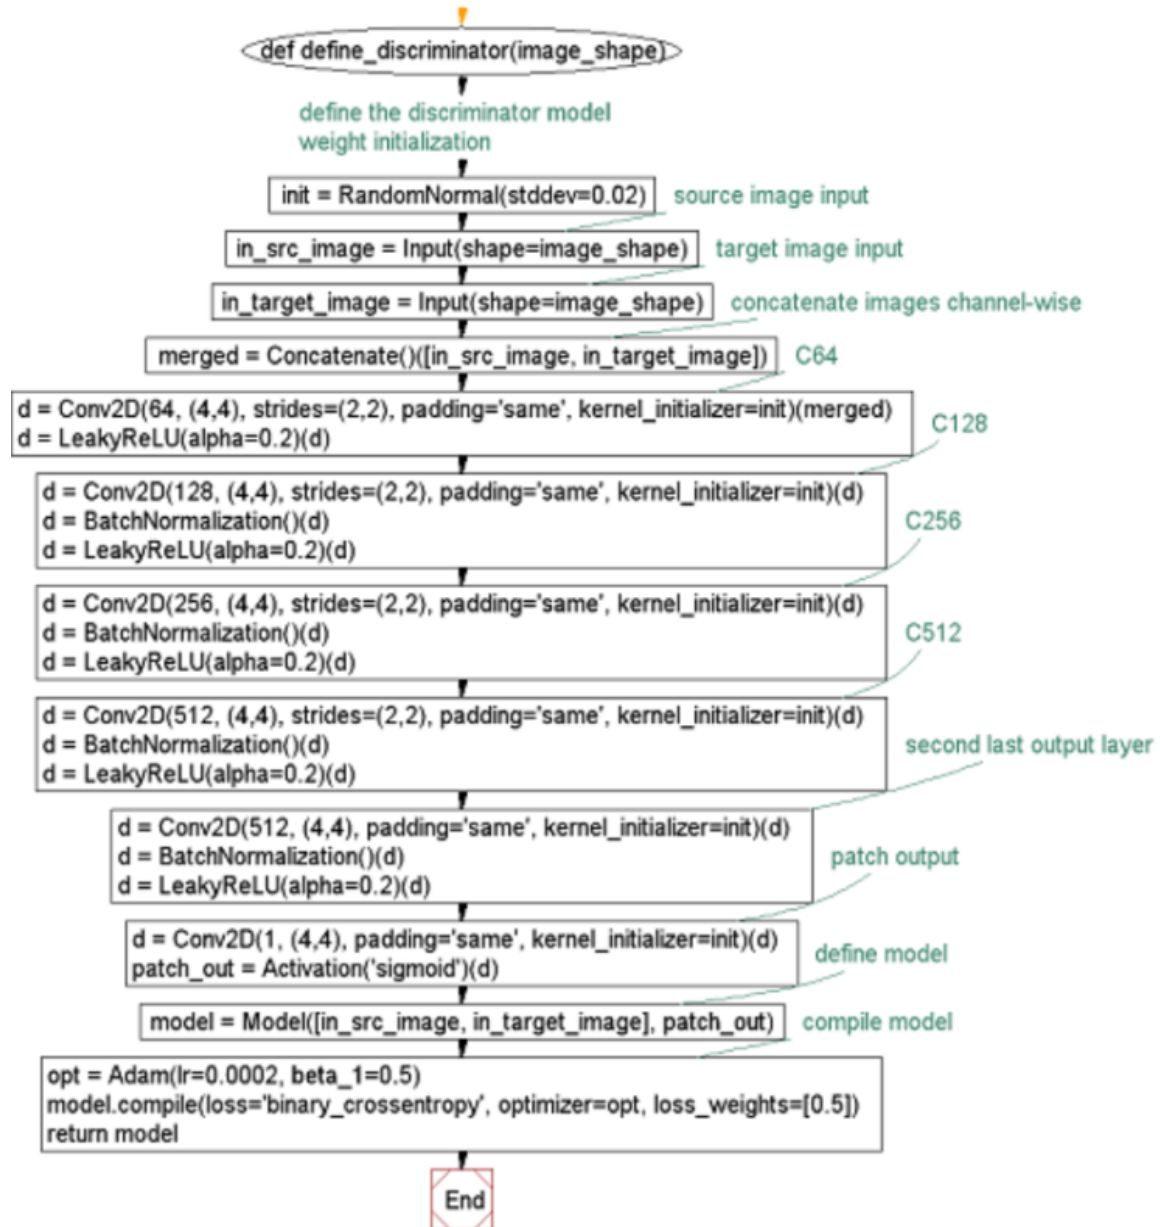 def define_discriminator(image_shape)
define the discriminator model
weight initialization
init = RandomNormal(stddev=0.02)
source image input
in_src_image = Input(shape=image_shape)
target image input
in_target_image = Input(shape=image_shape)
concatenate images channel-wise
merged = Concatenate()([in_src_image, in_target_image])
C64
d = Conv2D(64, (4,4), strides=(2,2), padding='same', kernel_initializer=init)(merged)
d = LeakyReLU(alpha=0.2)(d)
C128
d = Conv2D(128, (4,4), strides=(2,2), padding='same', kernel_initializer=init)(d)
d = BatchNormalization()(d)
d = LeakyReLU(alpha=0.2)(d)
C256
d = Conv2D(256, (4,4), strides=(2,2), padding='same', kernel_initializer=init)(d)
d = BatchNormalization()(d)
d = LeakyReLU(alpha=0.2)(d)
C512
d = Conv2D(512, (4,4), strides=(2,2), padding='same', kernel_initializer=init)(d)
d = BatchNormalization()(d)
d = LeakyReLU(alpha=0.2)(d)
second last output layer
d = Conv2D(512, (4,4), padding='same', kernel_initializer=init)(d)
d = BatchNormalization()(d)
d = LeakyReLU(alpha=0.2)(d)
patch output
d = Conv2D(1, (4,4), padding='same', kernel_initializer=init)(d)
patch_out = Activation('sigmoid')(d)
define model
model = Model([in_src_image, in_target_image], patch_out)
compile model
opt = Adam(lr=0.0002, beta_1=0.5)
model.compile(loss='binary_crossentropy', optimizer=opt, loss_weights=[0.5])
return model
End